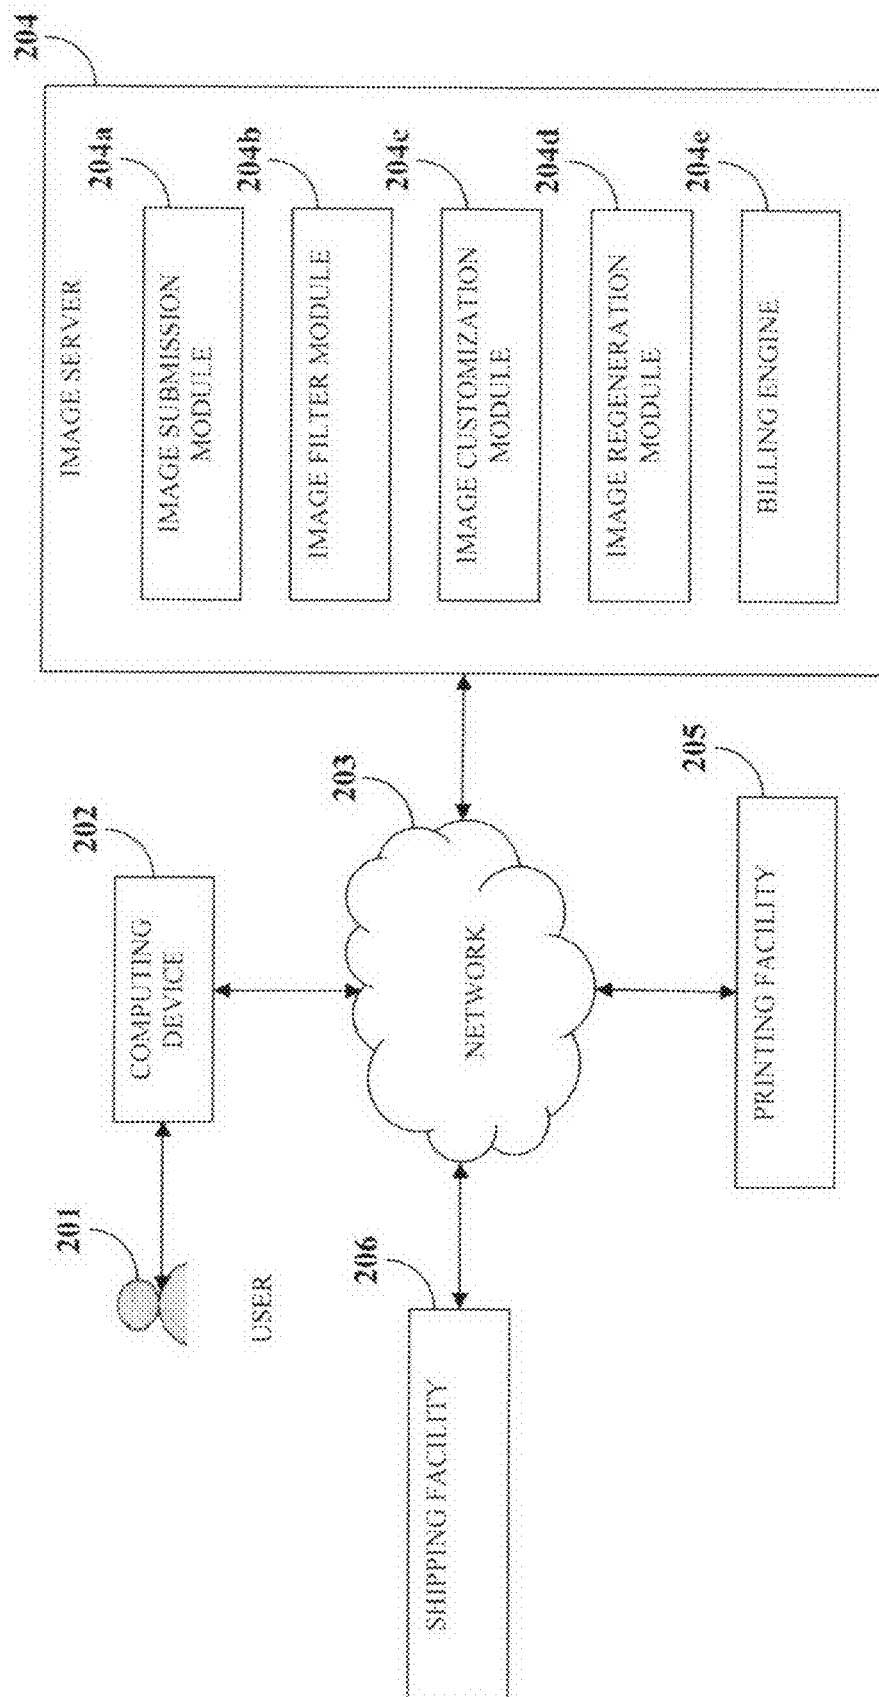 204
IMAGE SERVER
204a
IMAGE SUBMISSION
MODULE
204b
IMAGE FILTER MODULE
204c
IMAGE CUSTOMIZATION
MODULE
204d
IMAGE REGENERATION
MODULE
204e
BILLING ENGINE
202
COMPUTING
DEVICE
201
USER
203
NETWORK
206
SHIPPING FACILITY
205
PRINTING FACILITY